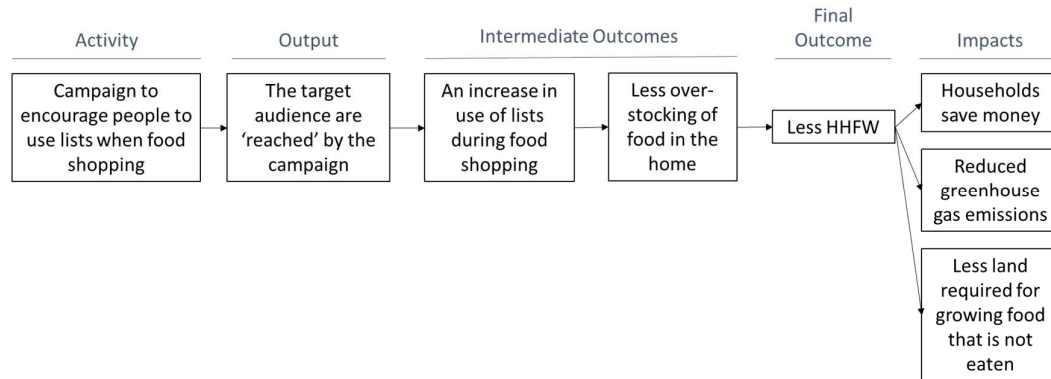 Activity
Output
Intermediate Outcomes
Final
Outcome
Impacts
Campaign to
encourage people to
use lists when food
shopping
The target
audience are
‘reached’ by the
campaign
An increase in
use of lists during
food shopping
Less over-
stocking of
food in the
home
Less HHFW
Households
save money
Reduced
greenhouse
gas emissions
Less land
required for
growing food
that is not
eaten